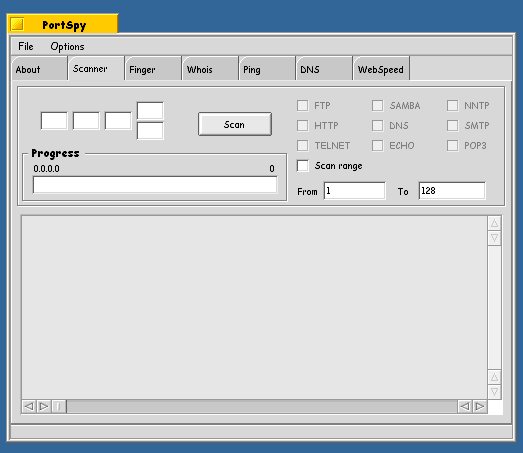 PortSpy
File Options
About Scanner Finger Whois Ping DNS WebSpeed
Scan
FTP SAMBA NNTP
HTTP DNS SMTP
TELNET ECHO POP3
Progress
0.0.0.0 0
Scan range
From 1 To 128